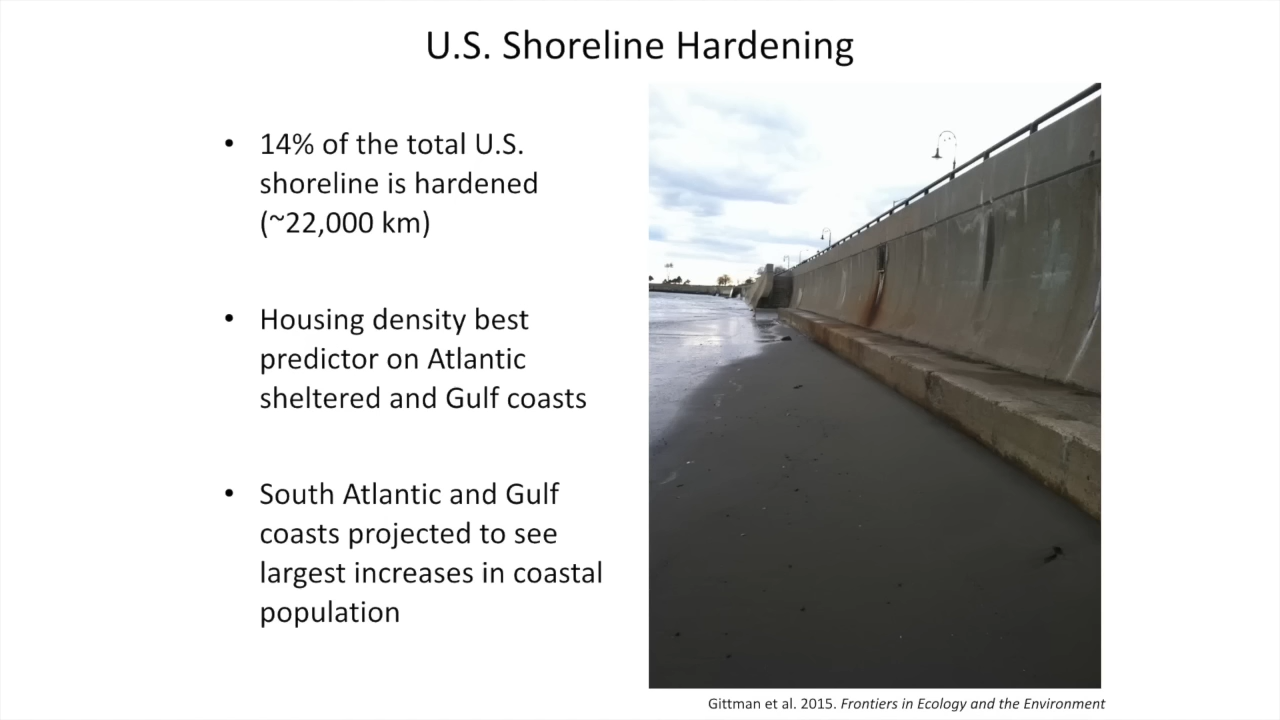 U.S. Shoreline Hardening
• 14% of the total U.S.
shoreline is hardened
(~22,000 km)
• Housing density best
predictor on Atlantic
sheltered and Gulf coasts
• South Atlantic and Gulf
coasts projected to see
largest increases in coastal
population
Gittman et al. 2015. Frontiers in Ecology and the Environment